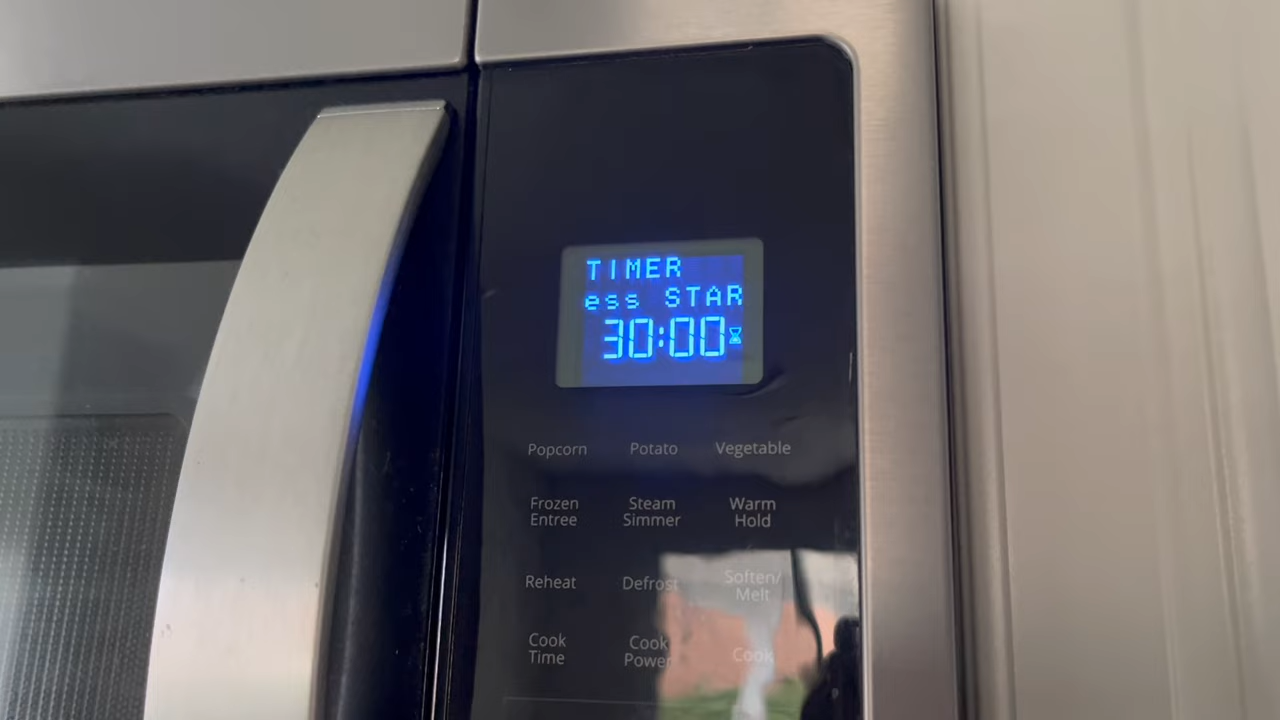 TIMER
ess STAR
30:00
Popcorn Potato Vegetable
Frozen Entree Steam Simmer Warm Hold
Reheat Defrost Soften/ Melt
Cook Time Cook Power Cook